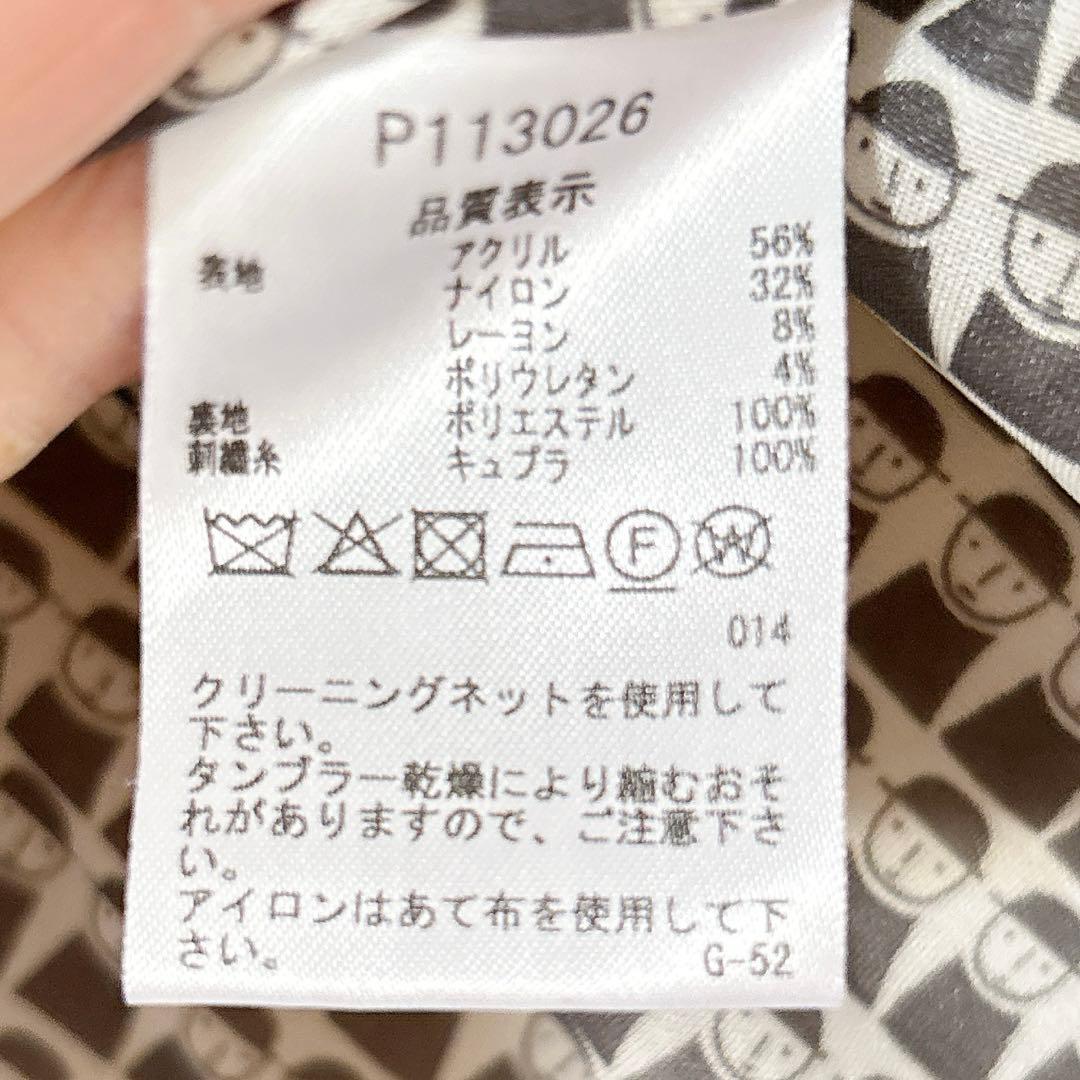 P113026
品質表示
表地 アクリル 56%
ナイロン 32%
レーヨン 8%
ポリウレタン 4%
裏地 ポリエステル 100%
刺繍糸 キュプラ 100%
F W
014
クリーニングネットを使用して
下さい。
タンブラー乾燥により縮むおそ
れがありますので、ご注意下さ
い。
アイロンはあて布を使用して下
さい。 G-52